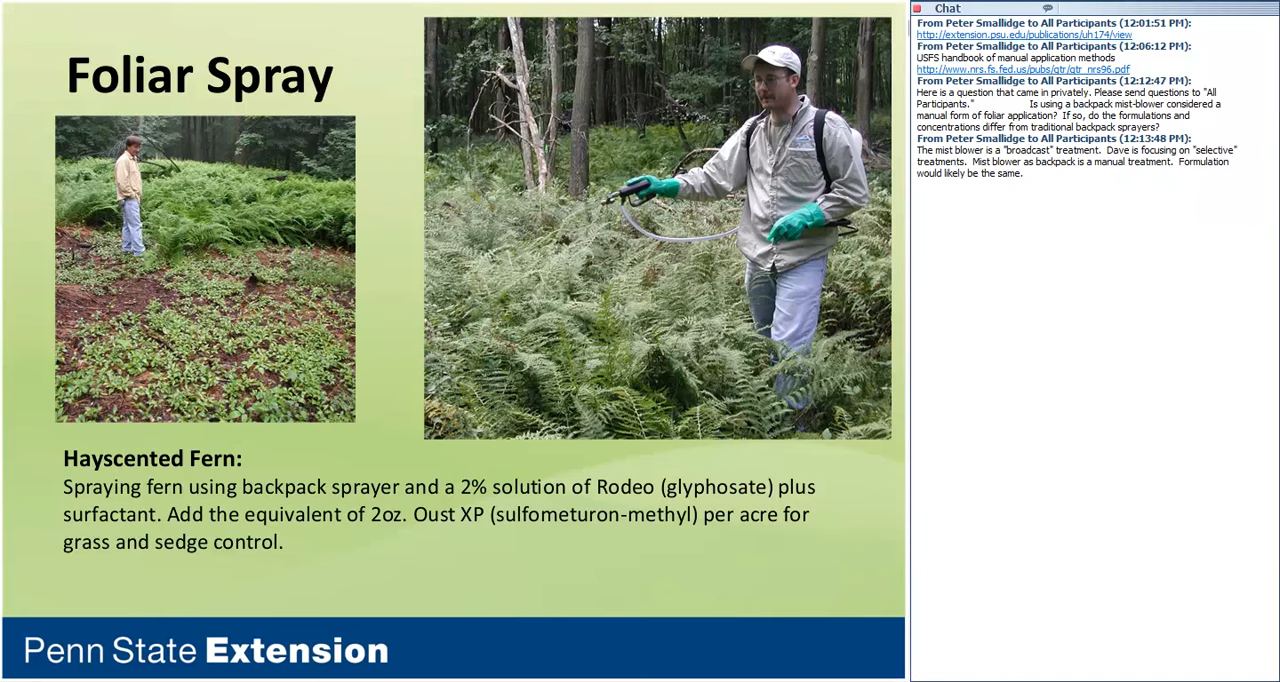 Foliar Spray
Hayscented Fern:
Spraying fern using backpack sprayer and a 2% solution of Rodeo (glyphosate) plus
surfactant. Add the equivalent of 2oz. Oust XP (sulfometuron-methyl) per acre for
grass and sedge control.
Penn State Extension
Chat
From Peter Smallidge to All Participants (12:01:51 PM):
http://extension.psu.edu/publications/uh174/view
From Peter Smallidge to All Participants (12:06:12 PM):
USFS handbook of manual application methods
http://www.nrs.fs.fed.us/pubs/gtr/gtr_nrs96.pdf
From Peter Smallidge to All Participants (12:12:47 PM):
Here is a question that came in privately. Please send questions to "All
Participants." Is using a backpack mist-blower considered a
manual form of foliar application? If so, do the formulations and
concentrations differ from traditional backpack sprayers?
From Peter Smallidge to All Participants (12:13:48 PM):
The mist blower is a "broadcast" treatment. Dave is focusing on "selective"
treatments. Mist blower as backpack is a manual treatment. Formulation
would likely be the same.